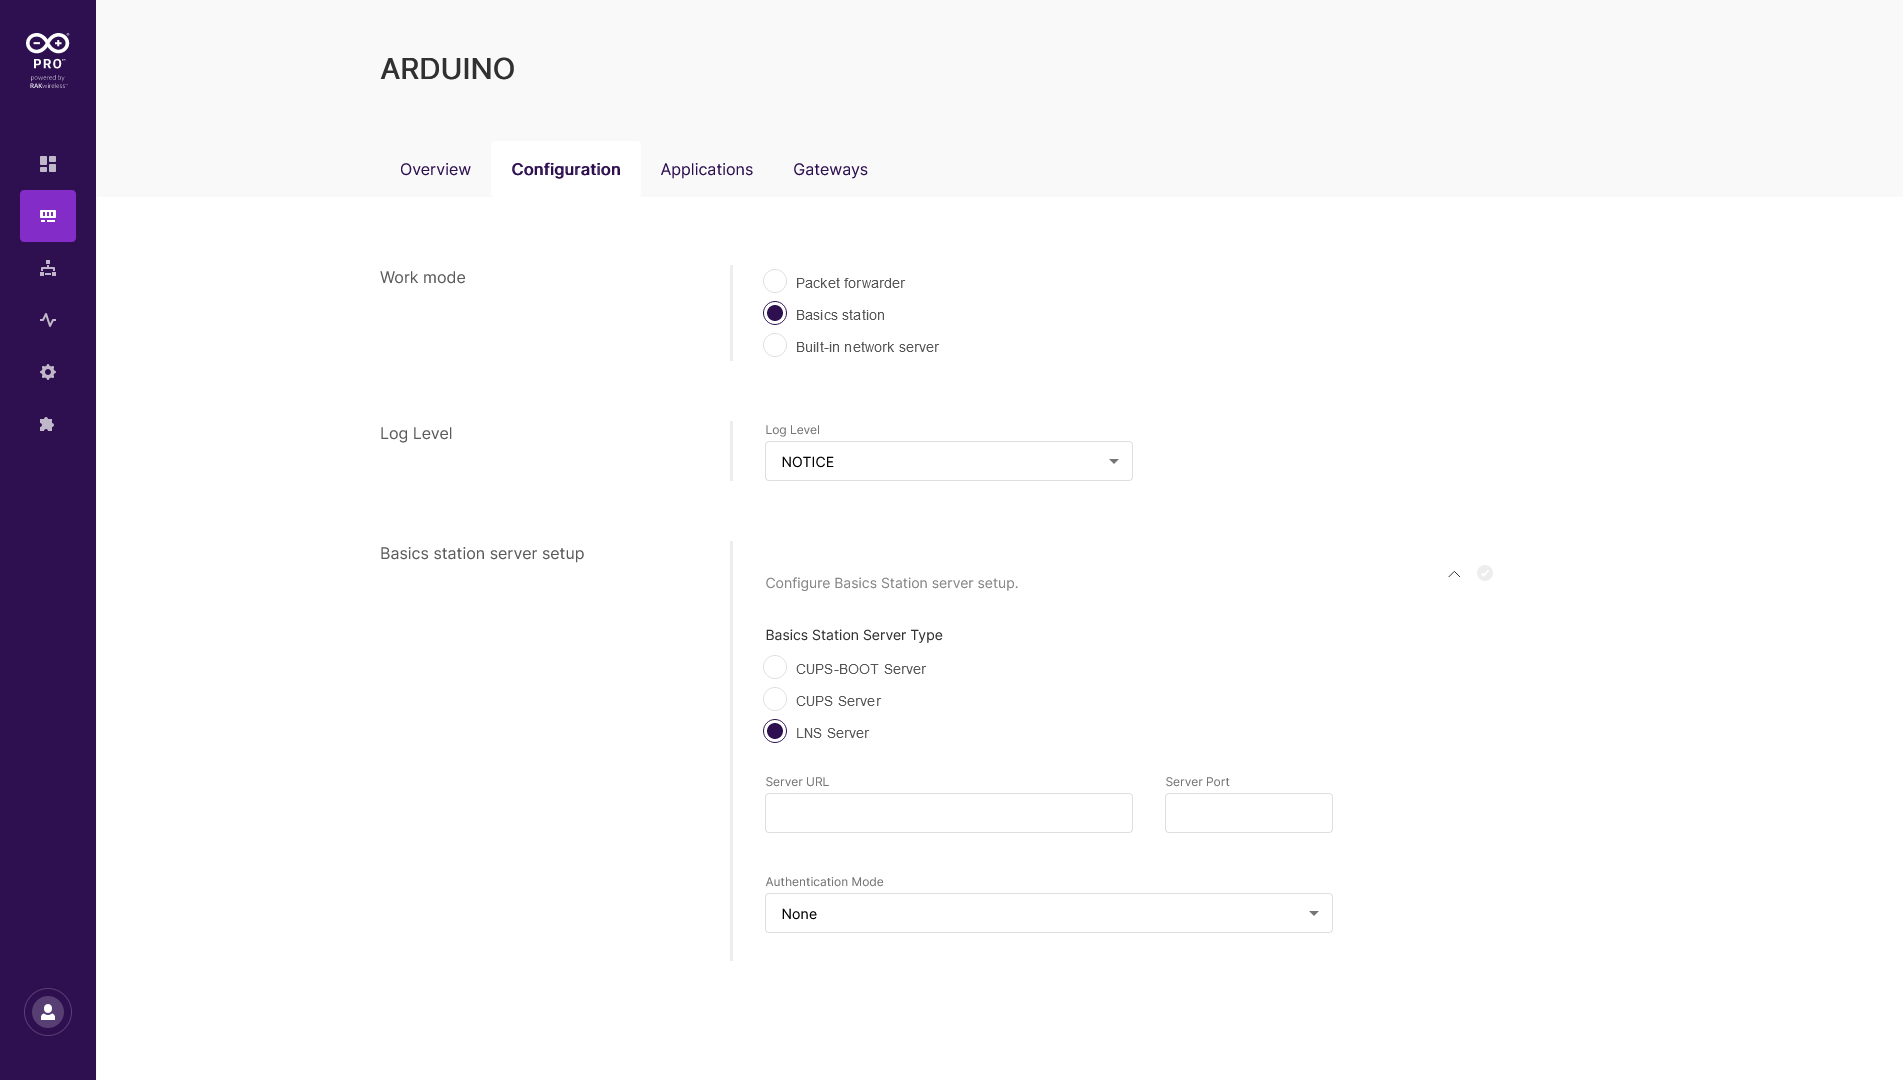 PRO
powered by
RAKwireless
ARDUINO
Overview
Configuration
Applications
Gateways
Work mode
Packet forwarder
Basics station
Built-in network server
Log Level
Log Level
NOTICE
Basics station server setup
Configure Basics Station server setup.
Basics Station Server Type
CUPS-BOOT Server
CUPS Server
LNS Server
Server URL
Server Port
Authentication Mode
None